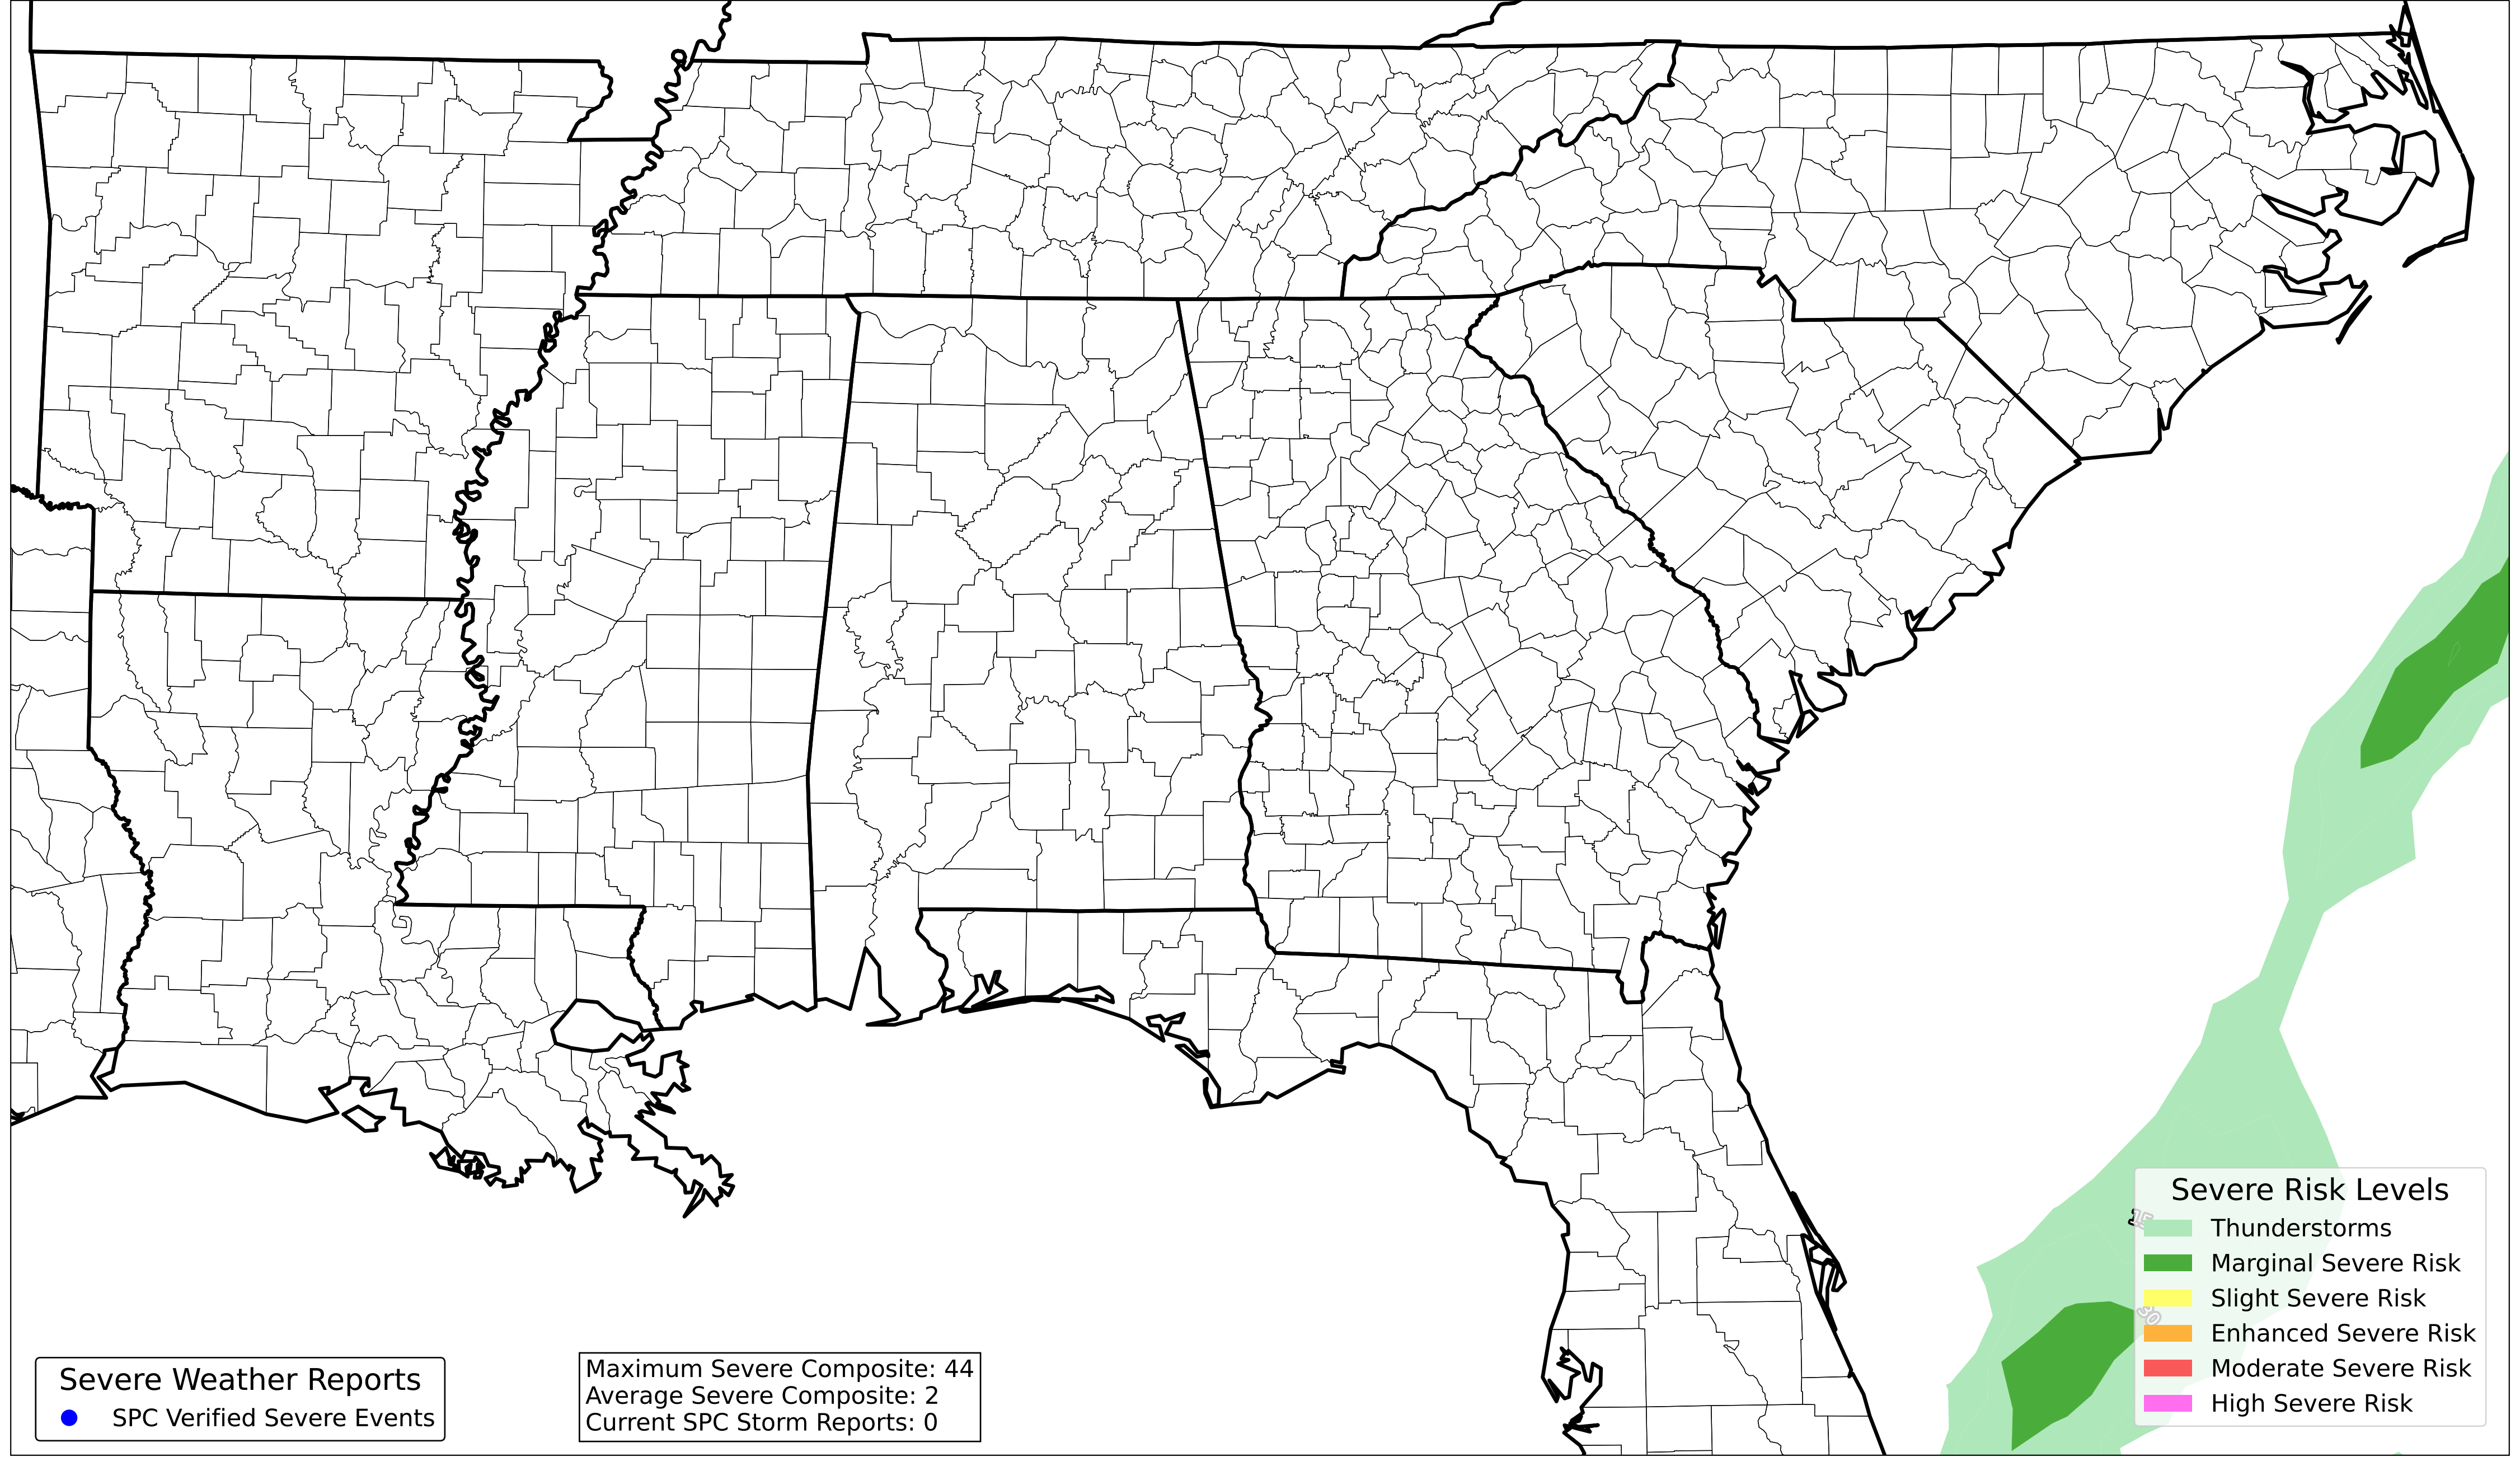 15
30
Severe Risk Levels
Thunderstorms
Marginal Severe Risk
Slight Severe Risk
Enhanced Severe Risk
Moderate Severe Risk
High Severe Risk
Severe Weather Reports
SPC Verified Severe Events
Maximum Severe Composite: 44
Average Severe Composite: 2
Current SPC Storm Reports: 0